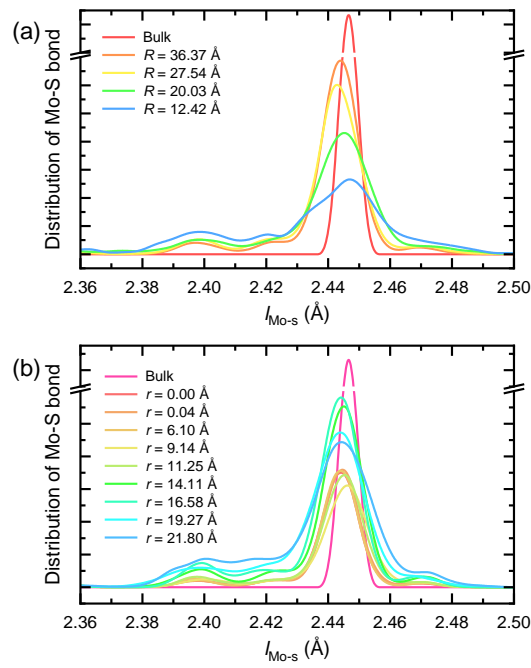 (a)
Bulk
R = 36.37 Å
R = 27.54 Å
R = 20.03 Å
R = 12.42 Å
Distribution of Mo-S bond
2.36 2.38 2.40 2.42 2.44 2.46 2.48 2.50
lMo-s (Å)
(b)
Bulk
r = 0.00 Å
r = 0.04 Å
r = 6.10 Å
r = 9.14 Å
r = 11.25 Å
r = 14.11 Å
r = 16.58 Å
r = 19.27 Å
r = 21.80 Å
Distribution of Mo-S bond
2.36 2.38 2.40 2.42 2.44 2.46 2.48 2.50
lMo-s (Å)